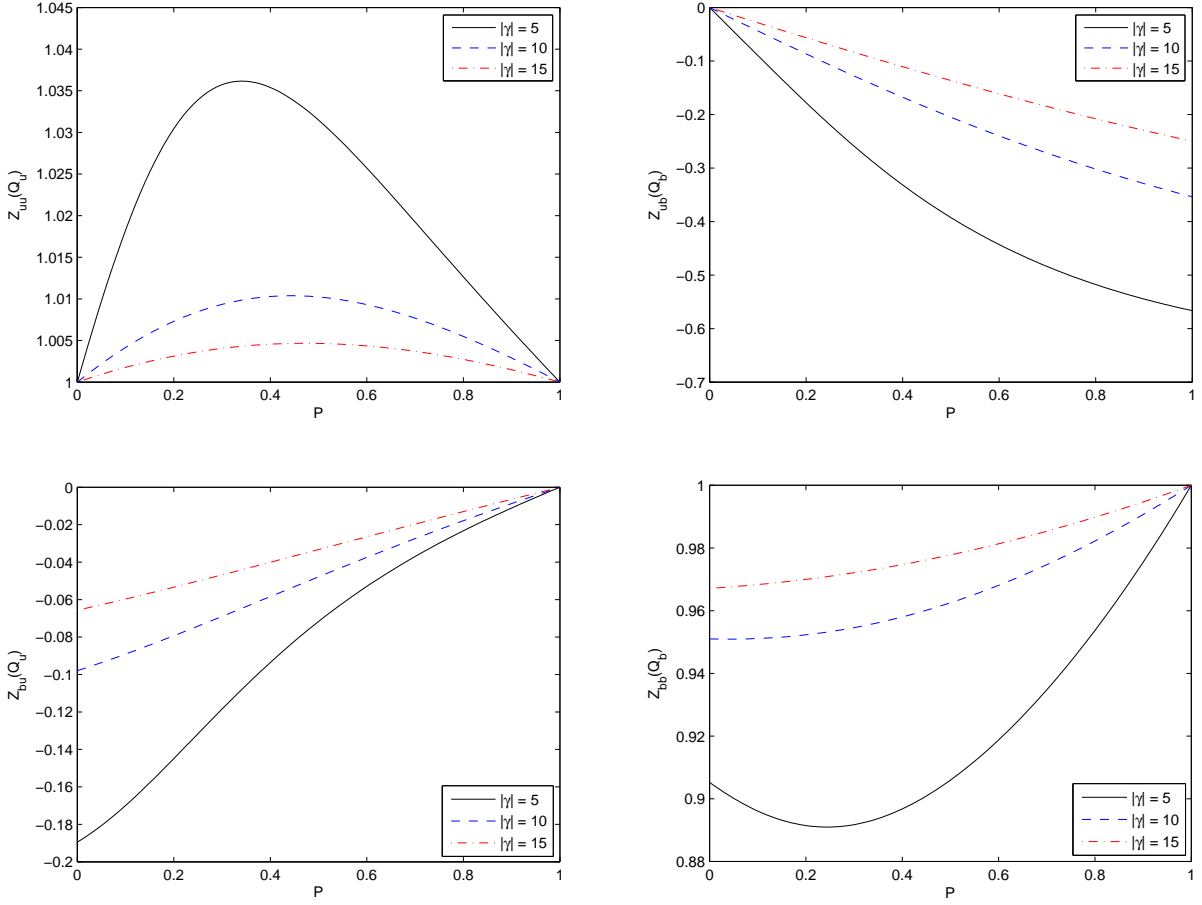 1.045
1.04
1.035
1.03
1.025
1.02
1.015
1.01
1.005
1
0 0.2 0.4 0.6 0.8 1
P
Z_uu(Q_u)
|γ| = 5
|γ| = 10
|γ| = 15
0
−0.1
−0.2
−0.3
−0.4
−0.5
−0.6
−0.7
0 0.2 0.4 0.6 0.8 1
P
Z_ub(Q_b)
|γ| = 5
|γ| = 10
|γ| = 15
0
−0.02
−0.04
−0.06
−0.08
−0.1
−0.12
−0.14
−0.16
−0.18
−0.2
0 0.2 0.4 0.6 0.8 1
P
Z_bu(Q_u)
|γ| = 5
|γ| = 10
|γ| = 15
1
0.98
0.96
0.94
0.92
0.9
0.88
0 0.2 0.4 0.6 0.8 1
P
Z_bb(Q_b)
|γ| = 5
|γ| = 10
|γ| = 15